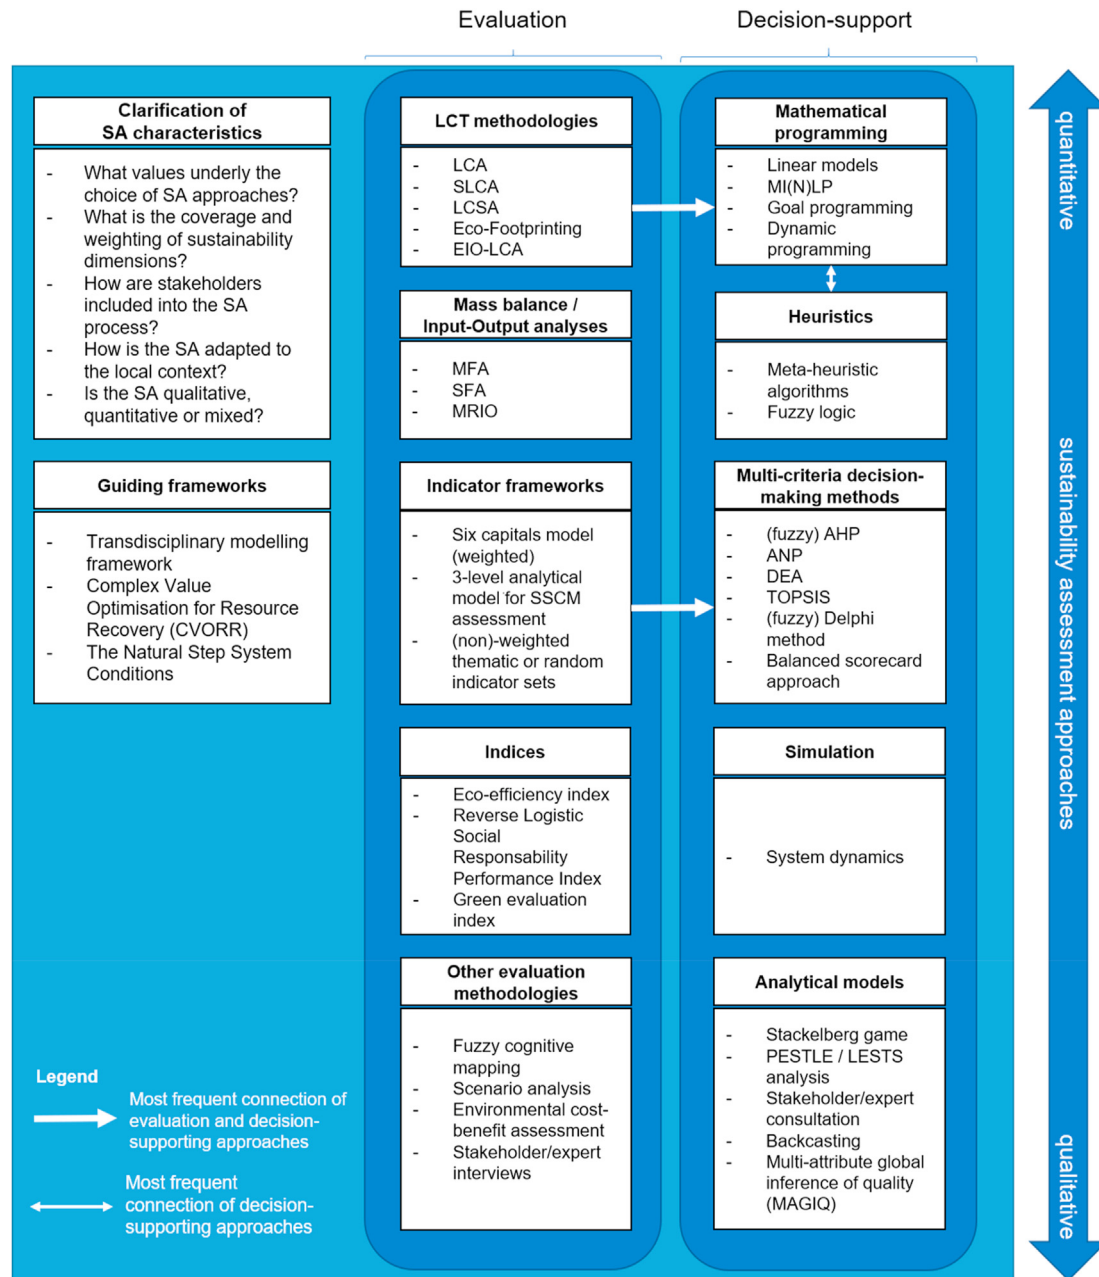 Evaluation
Decision-support
Clarification of
SA characteristics
- What values underly the
choice of SA approaches?
- What is the coverage and
weighting of sustainability
dimensions?
- How are stakeholders
included into the SA
process?
- How is the SA adapted to
the local context?
- Is the SA qualitative,
quantitative or mixed?
Guiding frameworks
- Transdisciplinary modelling
framework
- Complex Value
Optimisation for Resource
Recovery (CVORR)
- The Natural Step System
Conditions
LCT methodologies
- LCA
- SLCA
- LCSA
- Eco-Footprinting
- EIO-LCA
Mass balance /
Input-Output analyses
- MFA
- SFA
- MRIO
Indicator frameworks
- Six capitals model
(weighted)
- 3-level analytical
model for SSCM
assessment
- (non)-weighted
thematic or random
indicator sets
Indices
- Eco-efficiency index
- Reverse Logistic
Social
Responsability
Performance Index
- Green evaluation
index
Other evaluation
methodologies
- Fuzzy cognitive
mapping
- Scenario analysis
- Environmental cost-
benefit assessment
- Stakeholder/expert
interviews
Mathematical
programming
- Linear models
- MI(N)LP
- Goal programming
- Dynamic
programming
Heuristics
- Meta-heuristic
algorithms
- Fuzzy logic
Multi-criteria decision-
making methods
- (fuzzy) AHP
- ANP
- DEA
- TOPSIS
- (fuzzy) Delphi
method
- Balanced scorecard
approach
Simulation
- System dynamics
Analytical models
- Stackelberg game
- PESTLE / LESTS
analysis
- Stakeholder/expert
consultation
- Backcasting
- Multi-attribute global
inference of quality
(MAGIQ)
quantitative
sustainability assessment approaches
qualitative
Legend
Most frequent connection of
evaluation and decision-
supporting approaches
Most frequent
connection of decision-
supporting approaches